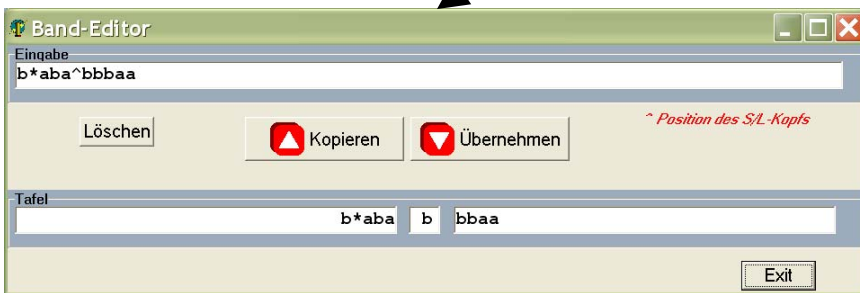 Band-Editor
Eingabe
b*aba^bbbaa
Löschen
Kopieren
Übernehmen
^ Position des S/L-Kopfs
Tafel
b*aba b bbaa
Exit